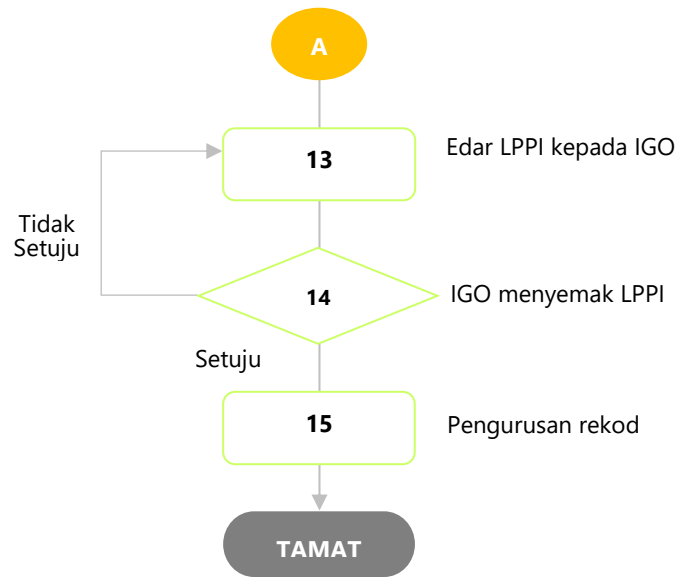 A
13
Edar LPPI kepada IGO
Tidak
Setuju
14
IGO menyemak LPPI
Setuju
15
Pengurusan rekod
TAMAT